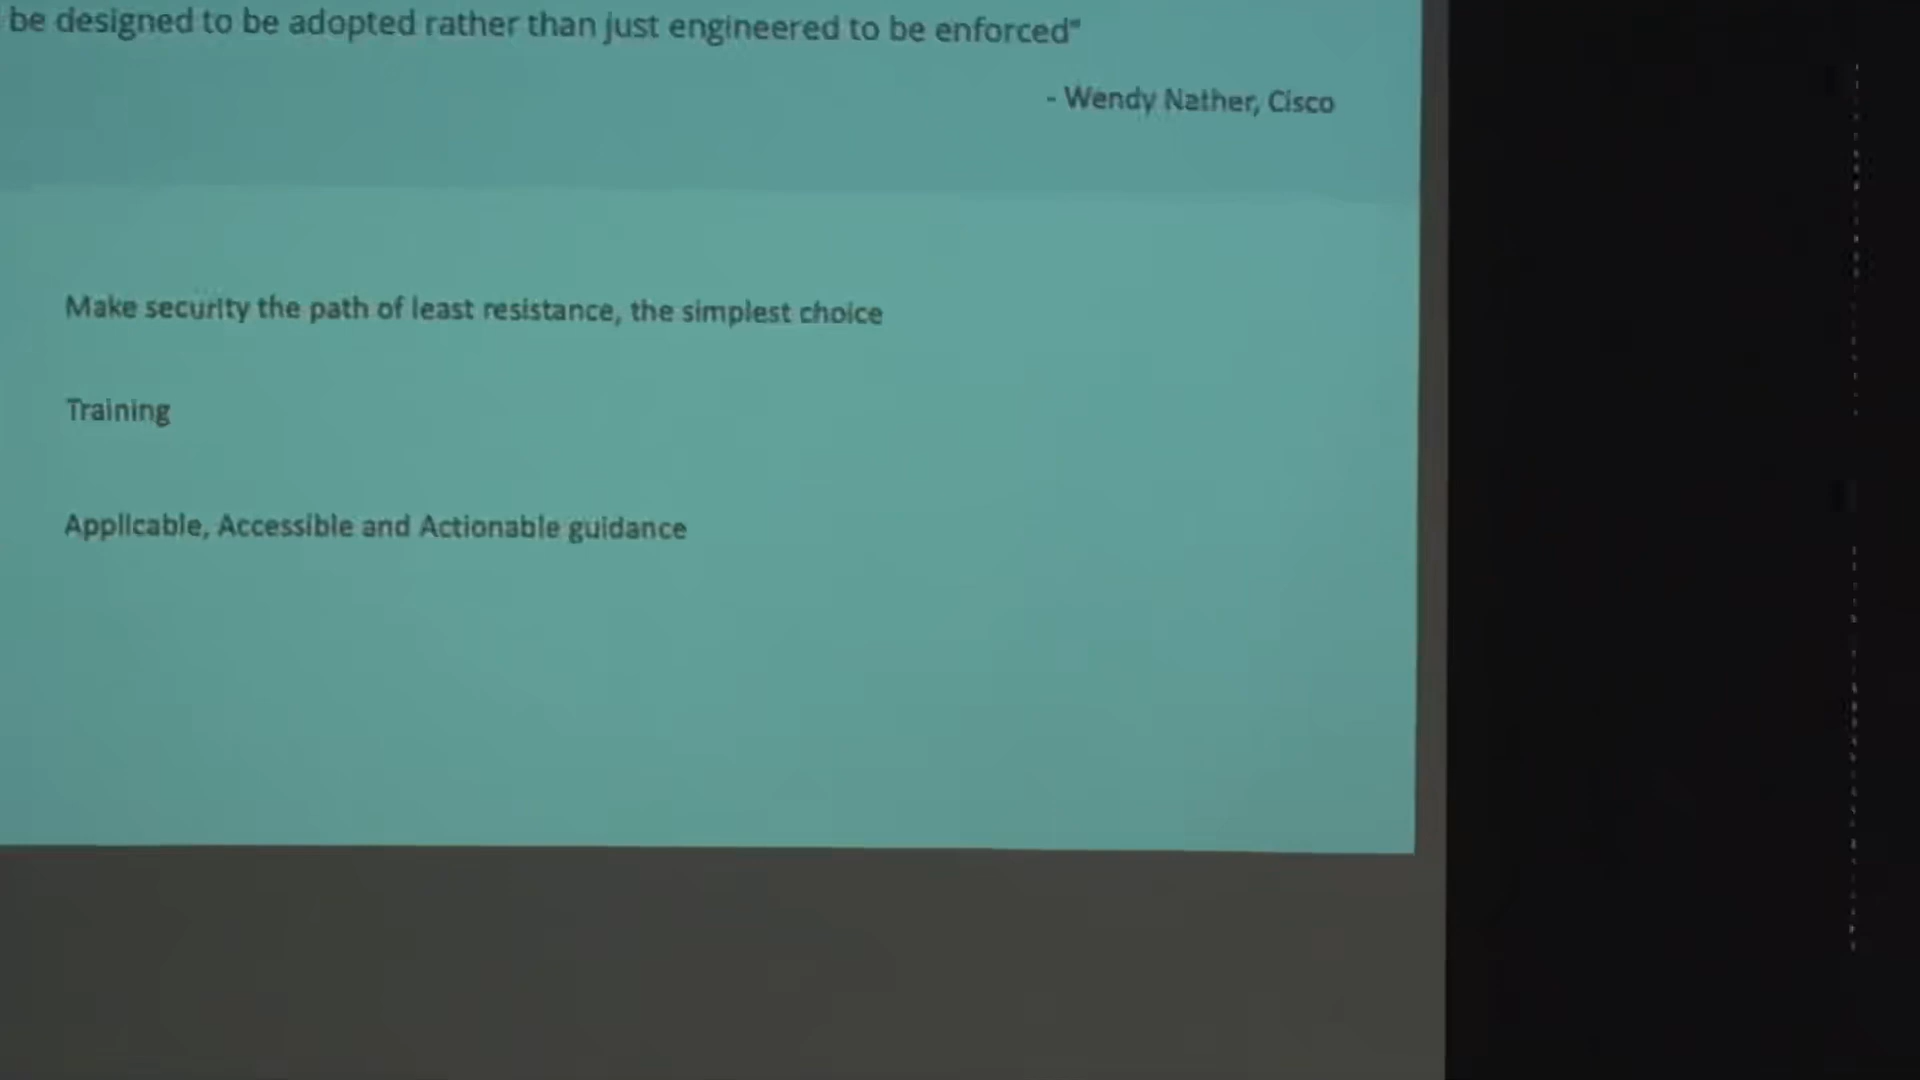 be designed to be adopted rather than just engineered to be enforced"
- Wendy Nather, Cisco
Make security the path of least resistance, the simplest choice
Training
Applicable, Accessible and Actionable guidance